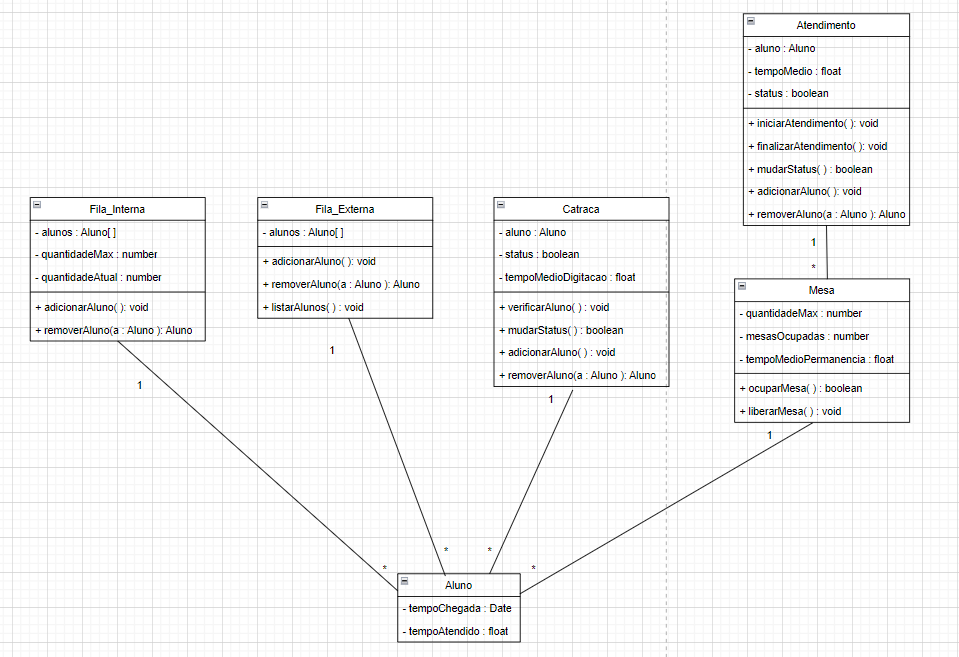 Atendimento
- aluno : Aluno
- tempoMedio : float
- status : boolean
+ iniciarAtendimento( ): void
+ finalizarAtendimento( ): void
+ mudarStatus( ) : boolean
+ adicionarAluno( ): void
+ removerAluno(a : Aluno ): Aluno
1
*
Fila_Interna
- alunos : Aluno[ ]
- quantidadeMax : number
- quantidadeAtual : number
+ adicionarAluno( ): void
+ removerAluno(a : Aluno ): Aluno
1
Fila_Externa
- alunos : Aluno[ ]
+ adicionarAluno( ): void
+ removerAluno(a : Aluno ): Aluno
+ listarAlunos( ) : void
1
Catraca
- aluno : Aluno
- status : boolean
- tempoMedioDigitacao : float
+ verificarAluno( ) : void
+ mudarStatus( ) : boolean
+ adicionarAluno( ) : void
+ removerAluno(a : Aluno ): Aluno
1
Mesa
- quantidadeMax : number
- mesasOcupadas : number
- tempoMedioPermanencia : float
+ ocuparMesa( ) : boolean
+ liberarMesa( ) : void
1
*
*
*
*
Aluno
- tempoChegada : Date
- tempoAtendido : float